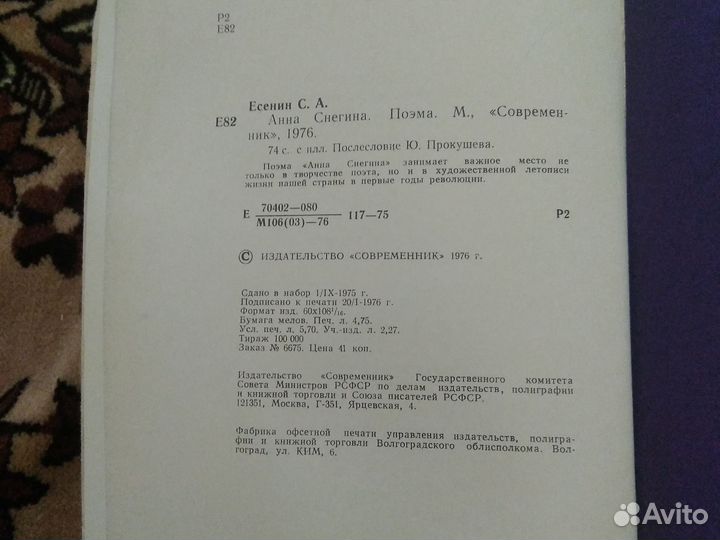 Р2
Е82
Есенин С. А.
Е82 Анна Снегина. Поэма. М., «Современ-
ник», 1976.
74 с. с илл. Послесловие Ю. Прокушева.
Поэма «Анна Снегина» занимает важное место не
только в творчестве поэта, но и в художественной летописи
жизни нашей страны в первые годы революции.
Е 70402—080 / М106(03)—76 117—75 Р2
© ИЗДАТЕЛЬСТВО «СОВРЕМЕННИК» 1976 г.
Сдано в набор 1/IX-1975 г.
Подписано к печати 20/I-1976 г.
Формат изд. 60х108¹/₁₆.
Бумага мелов. Печ. л. 4,75.
Усл. печ. л. 5,70. Уч.-изд. л. 2,27.
Тираж 100 000
Заказ № 6675. Цена 41 коп.
Издательство «Современник» Государственного комитета
Совета Министров РСФСР по делам издательств, полиграфии
и книжной торговли и Союза писателей РСФСР.
121351, Москва, Г-351, Ярцевская, 4.
Фабрика офсетной печати управления издательств, полигра-
фии и книжной торговли Волгоградского облисполкома. Вол-
гоград, ул. КИМ, 6.
Avito